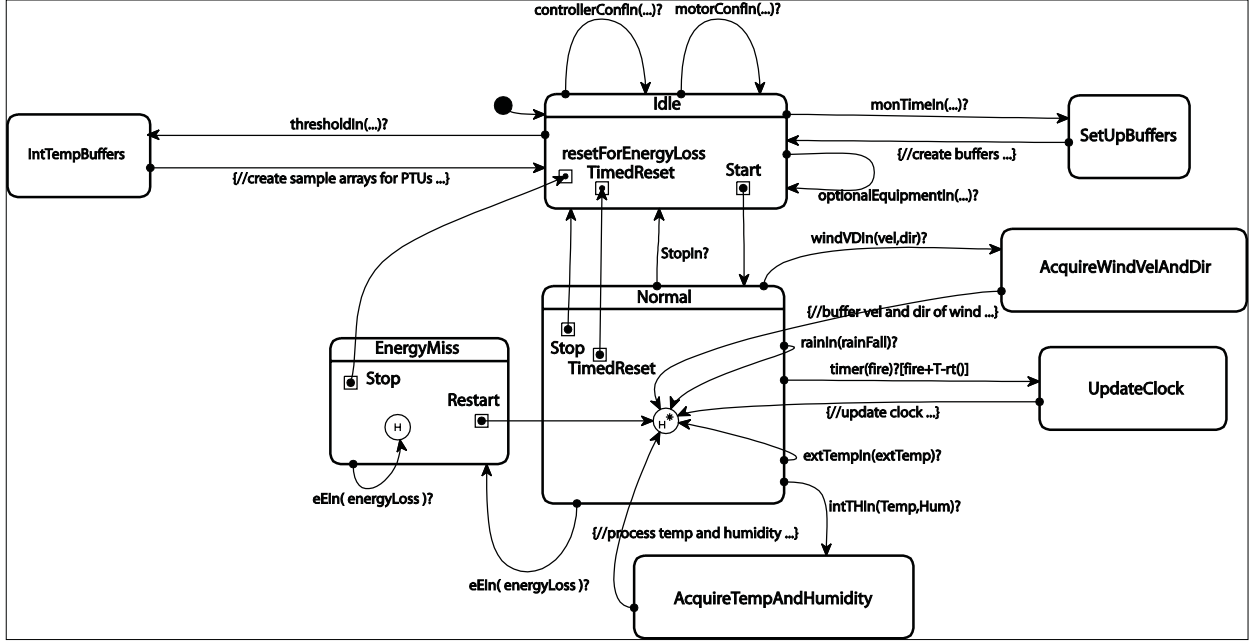 controllerConfIn(...)?
motorConfIn(...)?
Idle
thresholdIn(...)?
monTimeIn(...)?
IntTempBuffers
SetUpBuffers
{//create sample arrays for PTUs ...}
{//create buffers ...}
resetForEnergyLoss
TimedReset
Start
optionalEquipmentIn(...)?
StopIn?
windVDIn(vel,dir)?
AcquireWindVelAndDir
Normal
{//buffer vel and dir of wind ...}
Stop
TimedReset
rainIn(rainFall)?
EnergyMiss
Stop
timer(fire)?[fire+T-rt()]
UpdateClock
Restart
{//update clock ...}
H
H*
extTempIn(extTemp)?
eEIn( energyLoss )?
intTHIn(Temp,Hum)?
{//process temp and humidity ...}
eEIn( energyLoss )?
AcquireTempAndHumidity